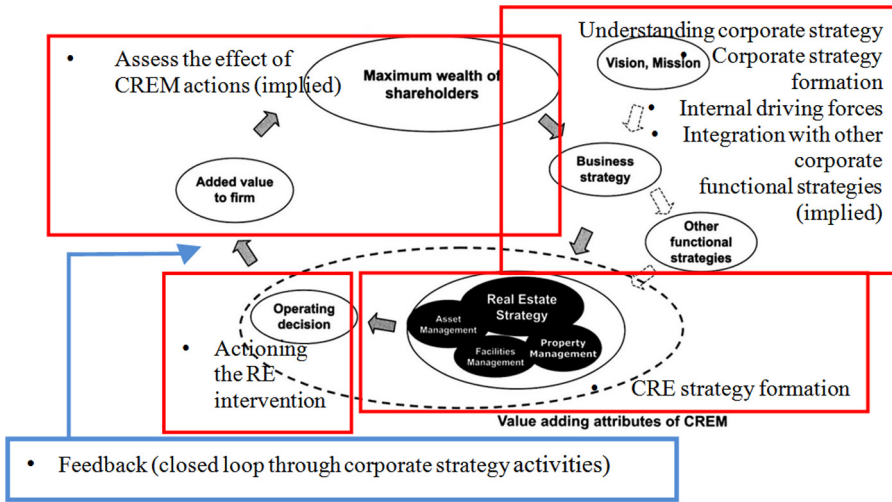 • Assess the effect of
CREM actions (implied)
Maximum wealth of
shareholders
Understanding corporate strategy
• Corporate strategy
formation
Vision, Mission
• Internal driving forces
• Integration with other
corporate
functional strategies
(implied)
Business
strategy
Added value
to firm
Other
functional
strategies
Operating
decision
Real Estate
Strategy
Asset
Management
Facilities
Management
Property
Management
• Actioning
the RE
intervention
• CRE strategy formation
Value adding attributes of CREM
• Feedback (closed loop through corporate strategy activities)